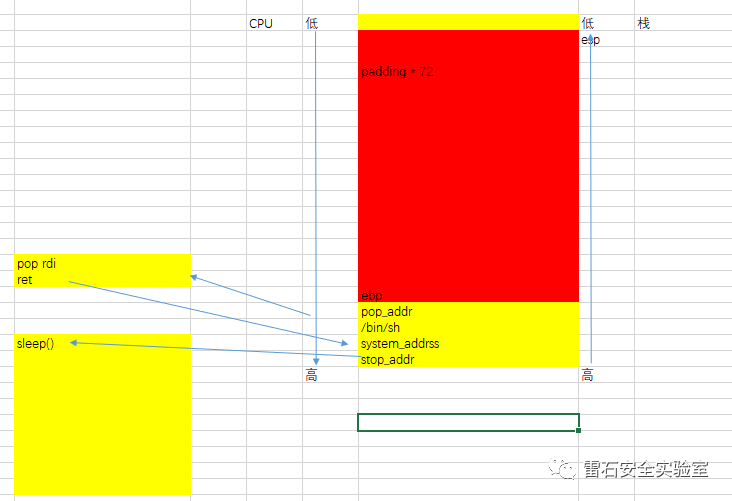 CPU 低 低 栈
esp
padding * 72
pop rdi
ret
ebp
pop_addr
/bin/sh
sleep() system_addrss
stop_addr
高 高
雷石安全实验室